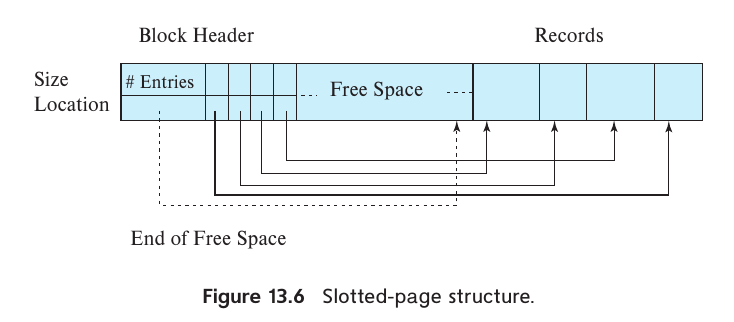 Block Header
Records
Size
# Entries
Free Space
Location
End of Free Space
Figure 13.6 Slotted-page structure.